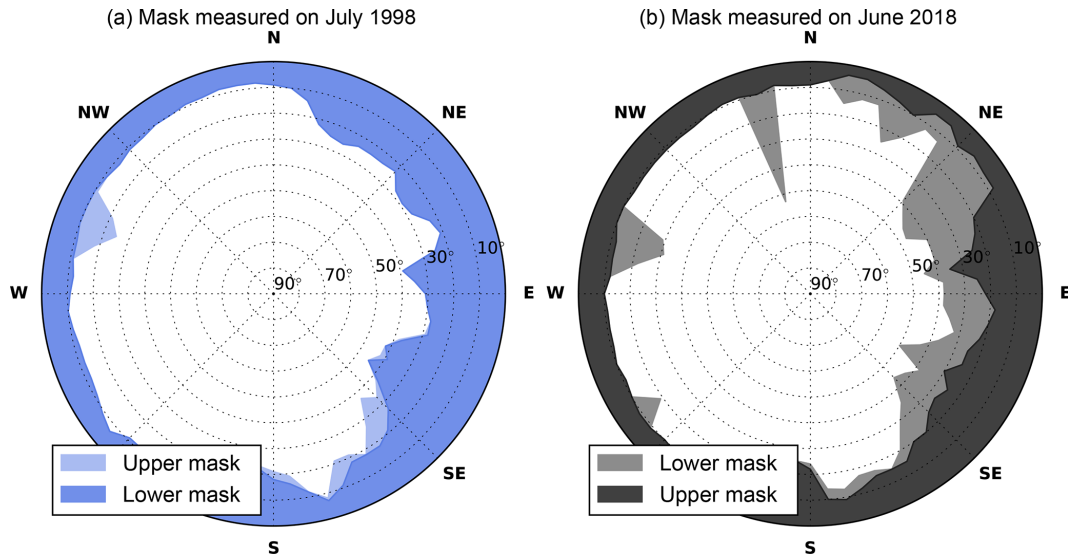 (a) Mask measured on July 1998
N
NW
NE
W
E
10°
30°
50°
70°
90°
SE
S
Upper mask
Lower mask
(b) Mask measured on June 2018
N
NW
NE
W
E
10°
30°
50°
70°
90°
SE
S
Lower mask
Upper mask